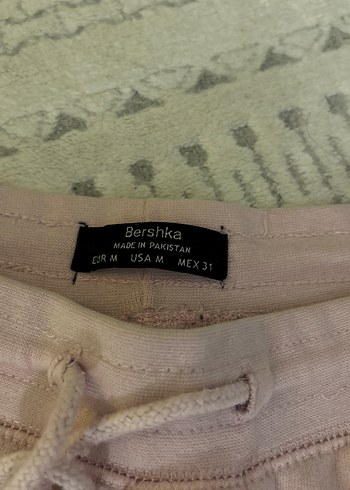 Bershka
MADE IN PAKISTAN
EUR M USA M MEX 31